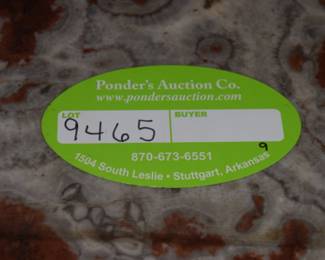 Ponder's Auction Co.
www.pondersauction.com
LOT BUYER
9465
870-673-6551
1504 South Leslie • Stuttgart, Arkansas
9